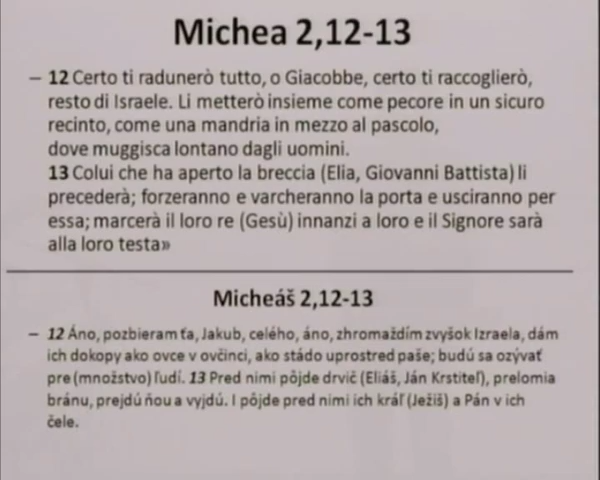 Michea 2,12-13
– 12 Certo ti radunerò tutto, o Giacobbe, certo ti raccoglierò,
resto di Israele. Li metterò insieme come pecore in un sicuro
recinto, come una mandria in mezzo al pascolo,
dove muggisca lontano dagli uomini.
13 Colui che ha aperto la breccia (Elia, Giovanni Battista) li
precederà; forzeranno e varcheranno la porta e usciranno per
essa; marcerà il loro re (Gesù) innanzi a loro e il Signore sarà
alla loro testa»
Micheáš 2,12-13
– 12 Áno, pozbieram ťa, Jakub, celého, áno, zhromaždím zvyšok Izraela, dám
ich dokopy ako ovce v ovčinci, ako stádo uprostred paše; budú sa ozývať
pre (množstvo) ľudí. 13 Pred nimi pôjde drvič (Eliáš, Ján Krstiteľ), prelomia
bránu, prejdú ňou a vyjdú. I pôjde pred nimi ich kráľ (Ježiš) a Pán v ich
čele.